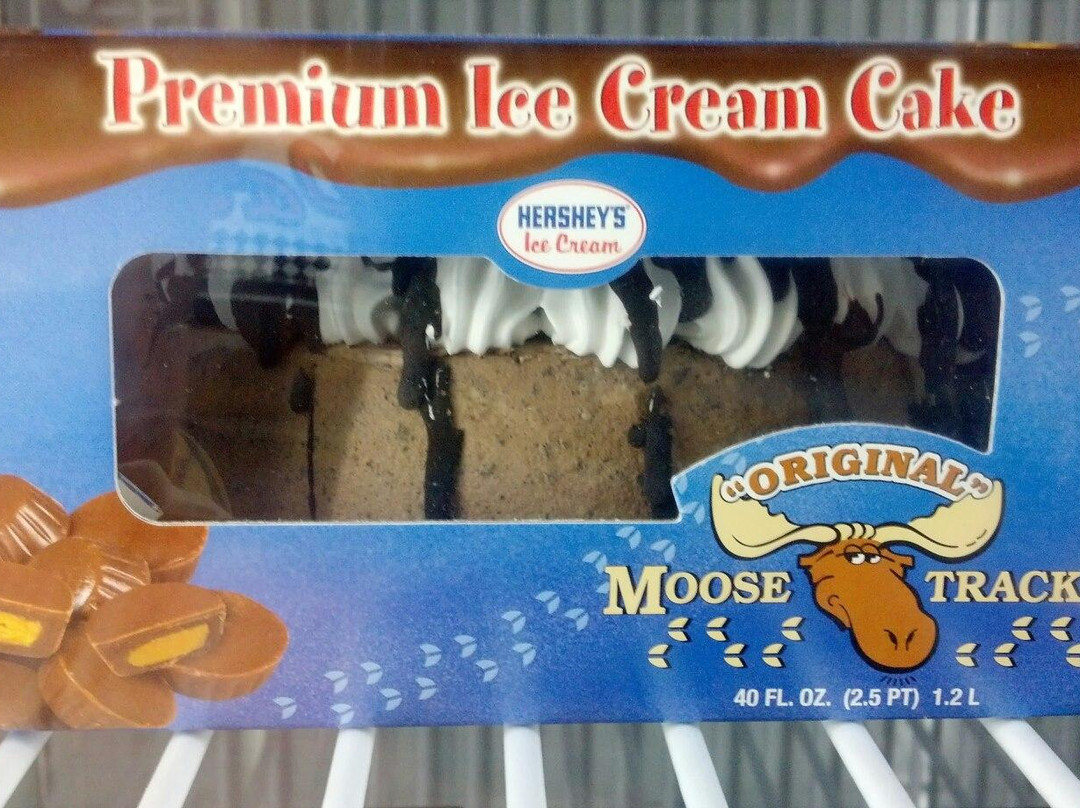 Premium Ice Cream Cake
HERSHEY'S
Ice Cream
"ORIGINAL"
MOOSE TRACK
40 FL. OZ. (2.5 PT) 1.2 L